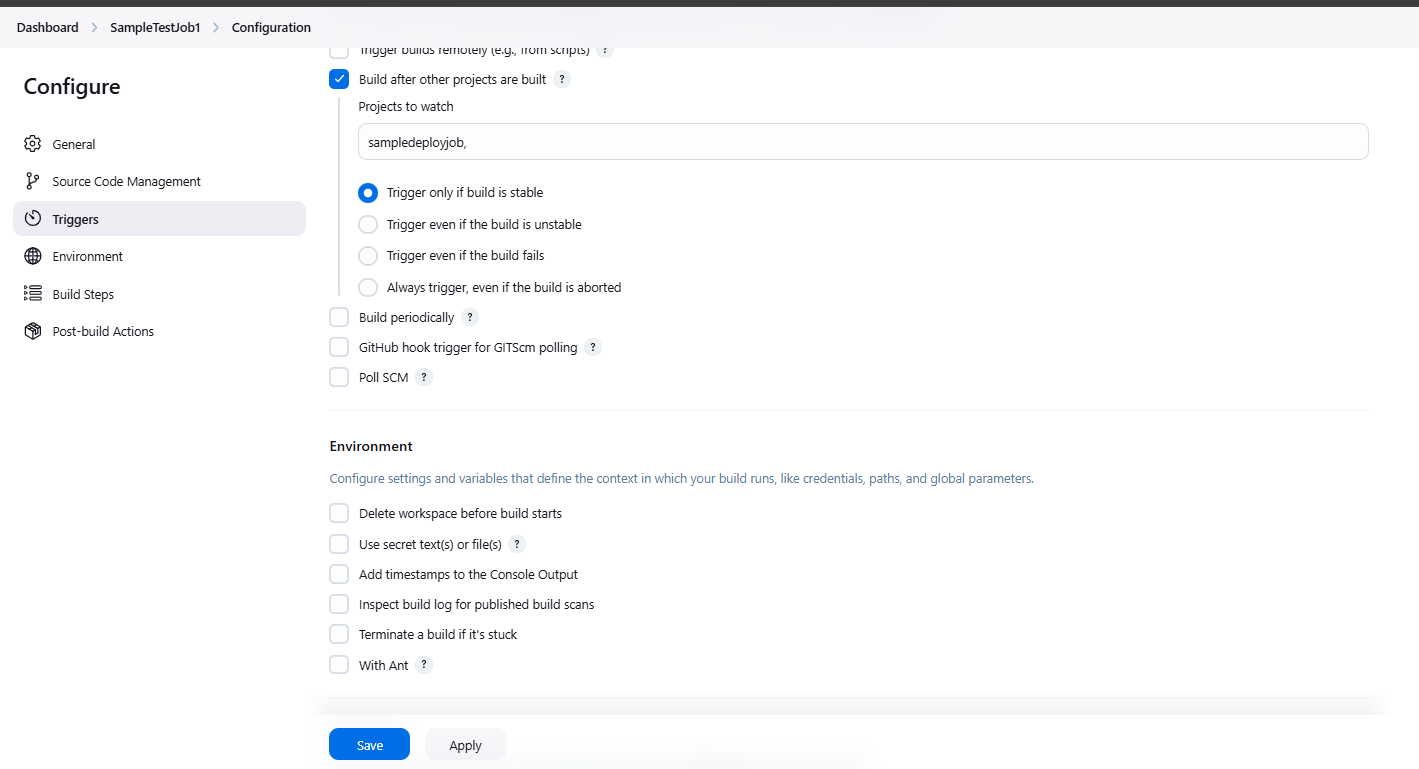 Dashboard > SampleTestJob1 > Configuration
Configure
General
Source Code Management
Triggers
Environment
Build Steps
Post-build Actions
Trigger builds remotely (e.g., from scripts) ?
Build after other projects are built ?
Projects to watch
sampledeployjob,
Trigger only if build is stable
Trigger even if the build is unstable
Trigger even if the build fails
Always trigger, even if the build is aborted
Build periodically ?
GitHub hook trigger for GITScm polling ?
Poll SCM ?
Environment
Configure settings and variables that define the context in which your build runs, like credentials, paths, and global parameters.
Delete workspace before build starts
Use secret text(s) or file(s) ?
Add timestamps to the Console Output
Inspect build log for published build scans
Terminate a build if it's stuck
With Ant ?
Save Apply